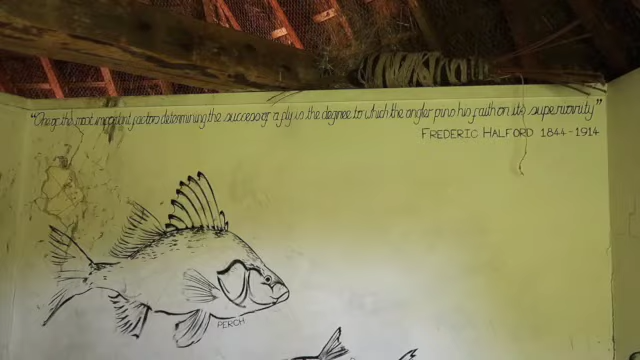 "One of the most important factors determining the success of a fly is the degree to which the angler pins his faith on its superiority"
FREDERIC HALFORD 1844-1914
PERCH